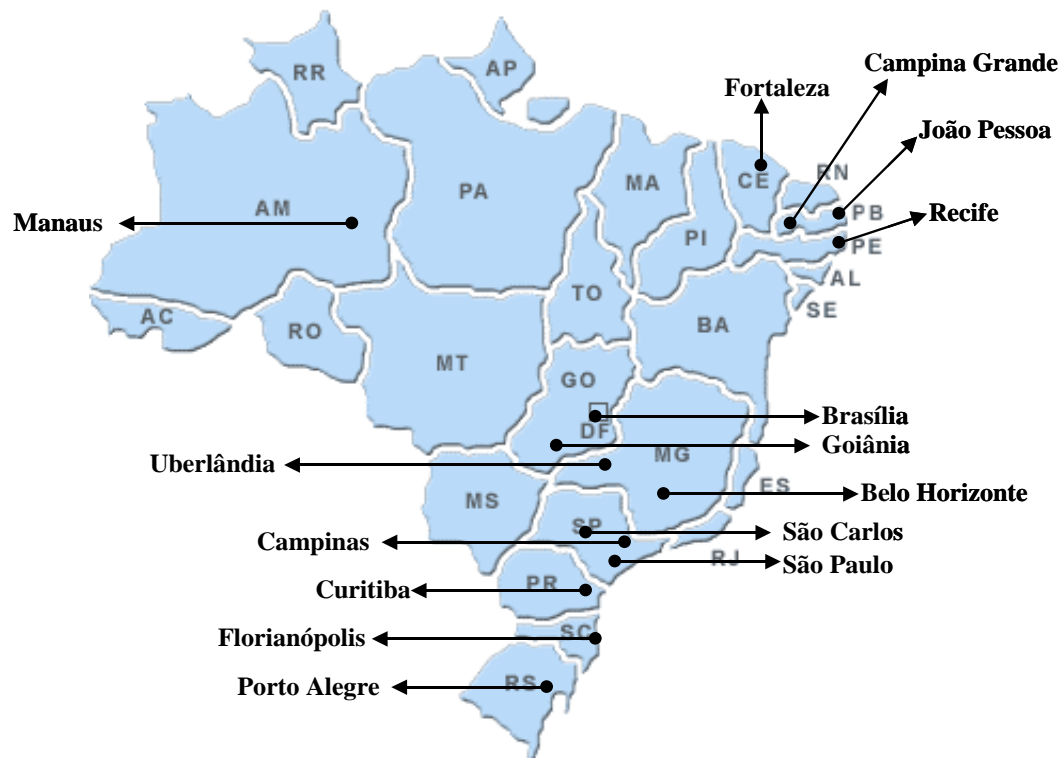 RR
AP
Campina Grande
Fortaleza
João Pessoa
RN
MA
CE
PA
AM
Manaus
PB
Recife
PI
PE
AL
TO
SE
AC
RO
BA
MT
GO
Brasília
DF
Goiânia
Uberlândia
MG
MS
ES
Belo Horizonte
SP
São Carlos
Campinas
RJ
São Paulo
PR
Curitiba
SC
Florianópolis
RS
Porto Alegre